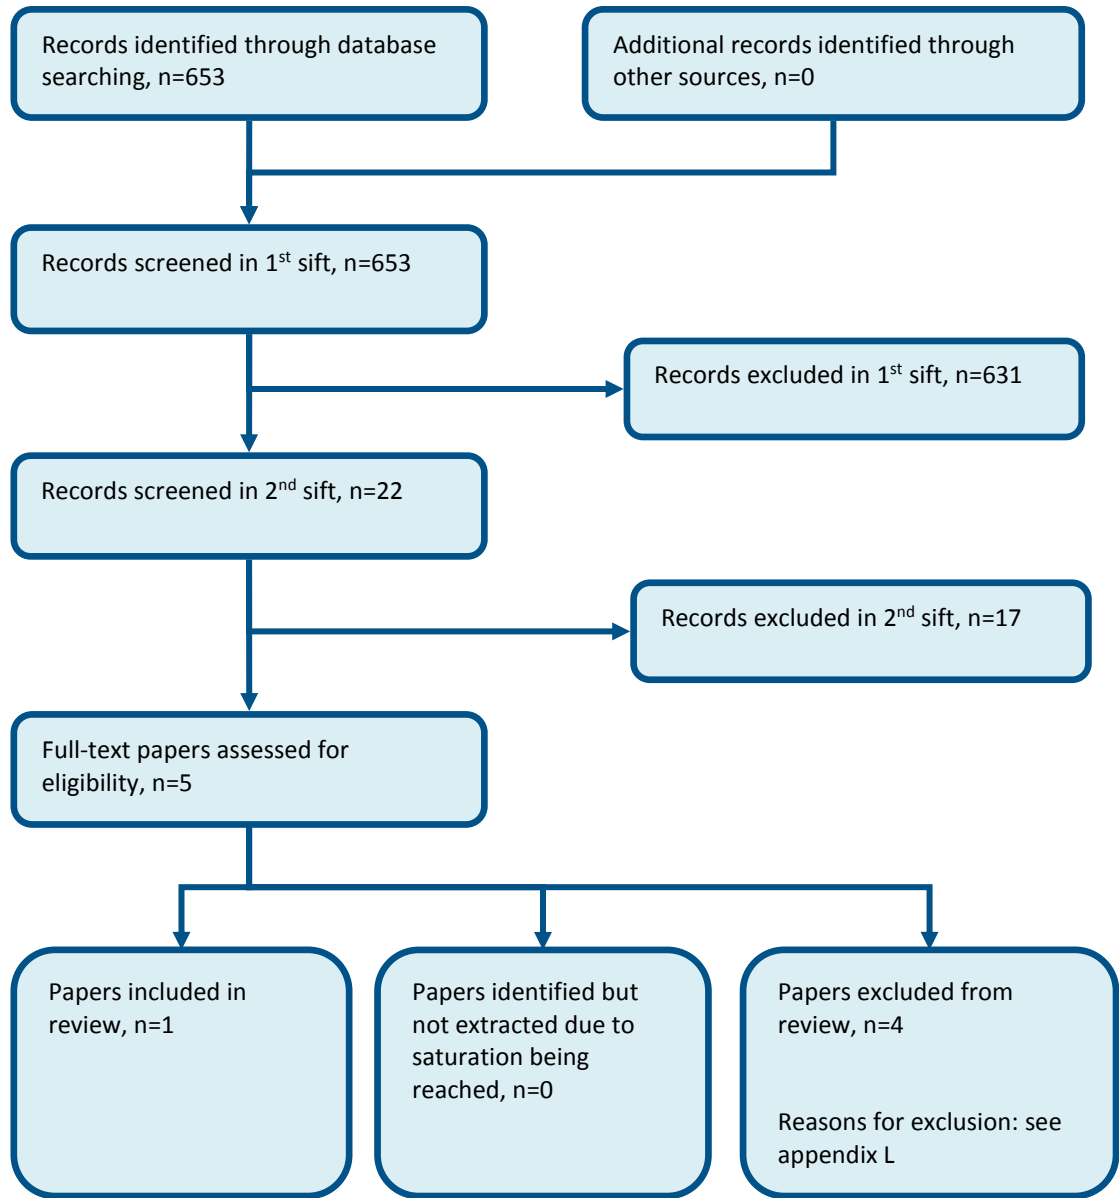 Records identified through database
searching, n=653
Additional records identified through
other sources, n=0
Records screened in 1st sift, n=653
Records excluded in 1st sift, n=631
Records screened in 2nd sift, n=22
Records excluded in 2nd sift, n=17
Full-text papers assessed for
eligibility, n=5
Papers included in
review, n=1
Papers identified but
not extracted due to
saturation being
reached, n=0
Papers excluded from
review, n=4
Reasons for exclusion: see
appendix L